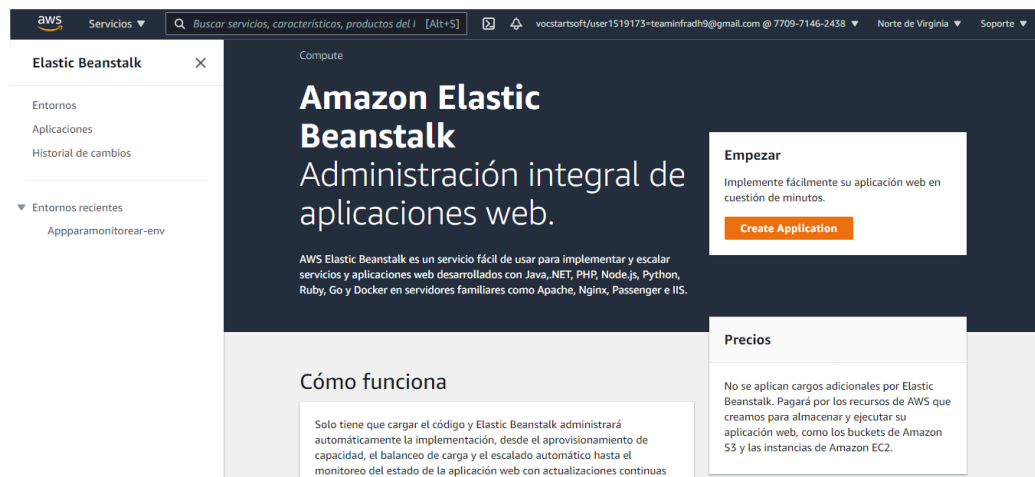 aws
Servicios ▼
Buscar servicios, características, productos del l [Alt+S]
vocstartsoft/user1519173=teaminfradh9@gmail.com @ 7709-7146-2438 ▼
Norte de Virginia ▼
Soporte ▼
Elastic Beanstalk
Entornos
Aplicaciones
Historial de cambios
▼ Entornos recientes
Appparamonitorear-env
Compute
Amazon Elastic
Beanstalk
Administración integral de
aplicaciones web.
AWS Elastic Beanstalk es un servicio fácil de usar para implementar y escalar
servicios y aplicaciones web desarrollados con Java,.NET, PHP, Node.js, Python,
Ruby, Go y Docker en servidores familiares como Apache, Nginx, Passenger e IIS.
Empezar
Implemente fácilmente su aplicación web en
cuestión de minutos.
Create Application
Precios
No se aplican cargos adicionales por Elastic
Beanstalk. Pagará por los recursos de AWS que
creamos para almacenar y ejecutar su
aplicación web, como los buckets de Amazon
S3 y las instancias de Amazon EC2.
Cómo funciona
Solo tiene que cargar el código y Elastic Beanstalk administrará
automáticamente la implementación, desde el aprovisionamiento de
capacidad, el balanceo de carga y el escalado automático hasta el
monitoreo del estado de la aplicación web con actualizaciones continuas